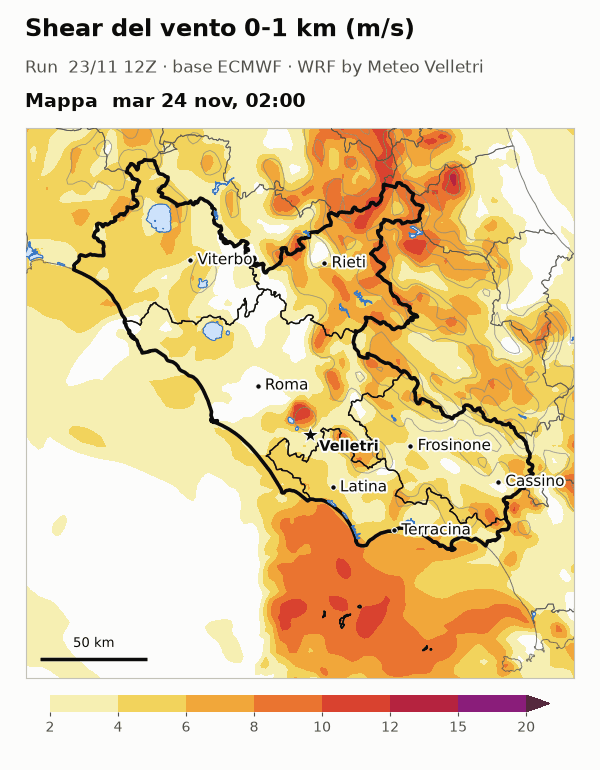 Shear del vento 0-1 km (m/s)
Run  23/11 12Z · base ECMWF · WRF by Meteo Velletri
Mappa  mar 24 nov, 02:00
Viterbo
Rieti
Roma
Velletri
Frosinone
Latina
Cassino
Terracina
50 km
2 4 6 8 10 12 15 20